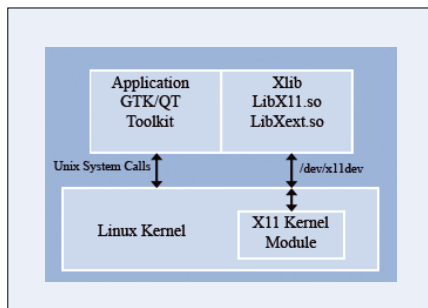 Application
GTK/QT
Toolkit
Xlib
LibX11.so
LibXext.so
Unix System Calls
/dev/x11dev
Linux Kernel
X11 Kernel
Module